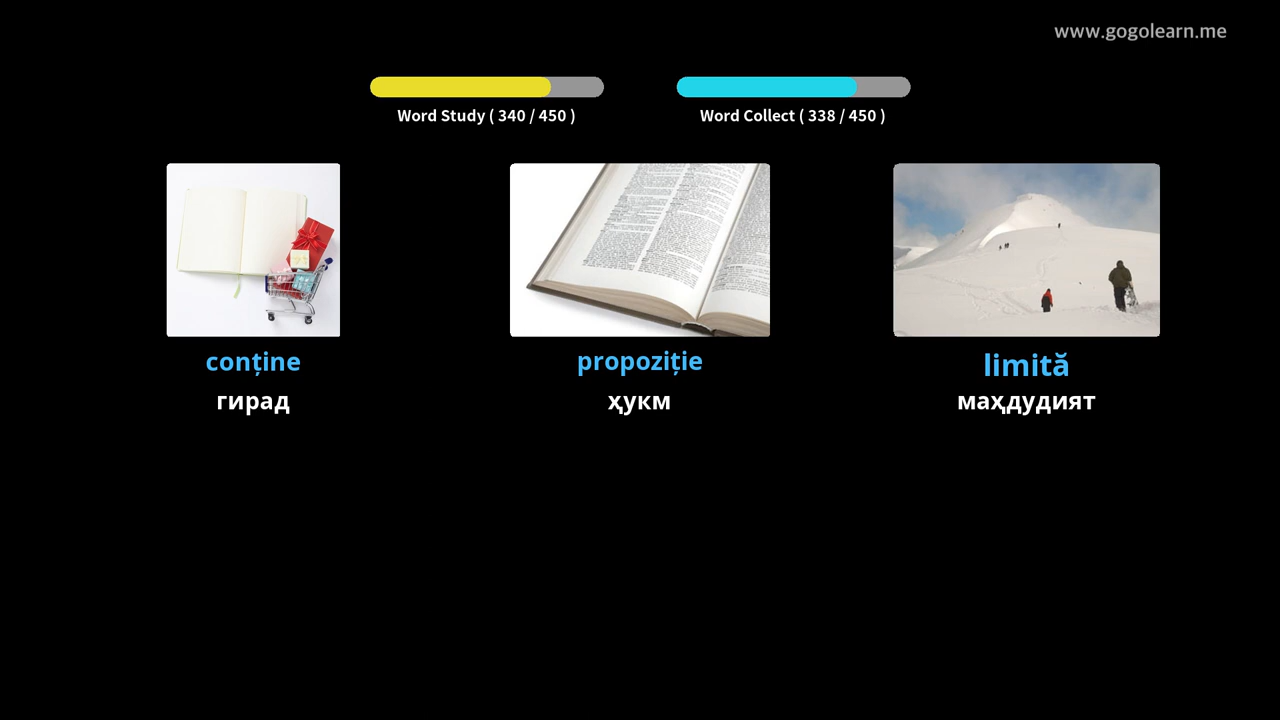 www.gogolearn.me
Word Study ( 340 / 450 )
Word Collect ( 338 / 450 )
conține
propoziție
limită
гирад
ҳукм
маҳдудият